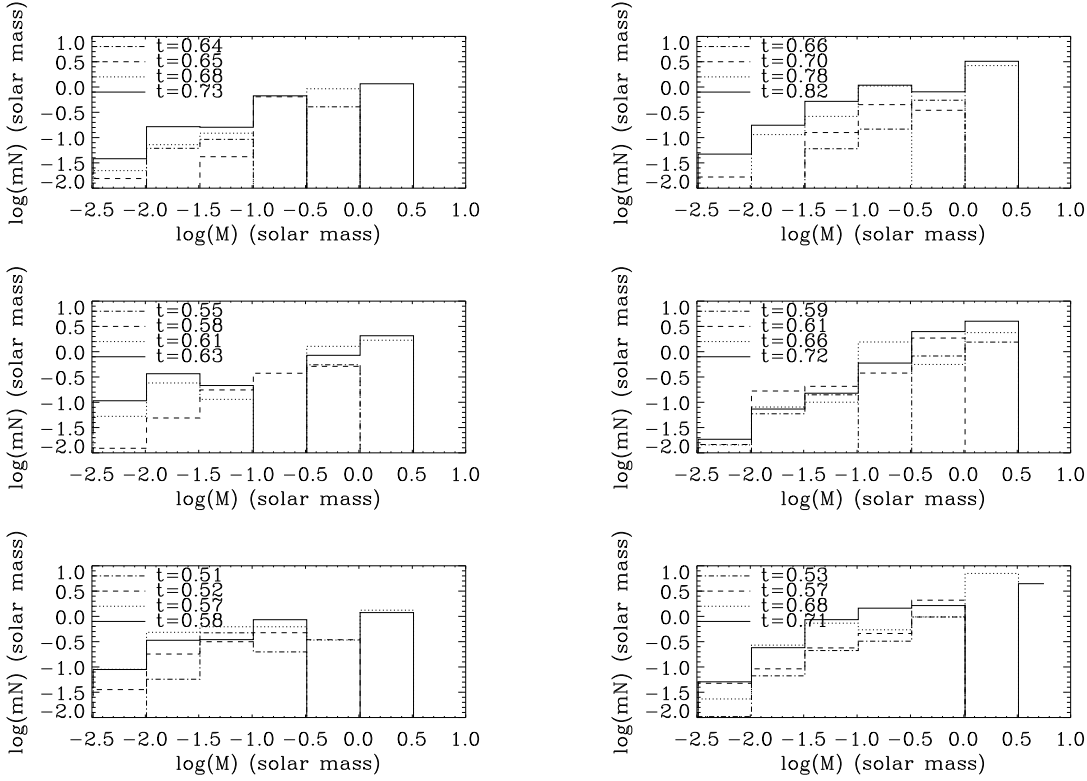 log(mN) (solar mass)
1.0
0.5
0.0
−0.5
−1.0
−1.5
−2.0
t=0.64
t=0.65
t=0.68
t=0.73
−2.5 −2.0 −1.5 −1.0 −0.5 0.0 0.5 1.0
log(M) (solar mass)
log(mN) (solar mass)
1.0
0.5
0.0
−0.5
−1.0
−1.5
−2.0
t=0.66
t=0.70
t=0.78
t=0.82
−2.5 −2.0 −1.5 −1.0 −0.5 0.0 0.5 1.0
log(M) (solar mass)
log(mN) (solar mass)
1.0
0.5
0.0
−0.5
−1.0
−1.5
−2.0
t=0.55
t=0.58
t=0.61
t=0.63
−2.5 −2.0 −1.5 −1.0 −0.5 0.0 0.5 1.0
log(M) (solar mass)
log(mN) (solar mass)
1.0
0.5
0.0
−0.5
−1.0
−1.5
−2.0
t=0.59
t=0.61
t=0.66
t=0.72
−2.5 −2.0 −1.5 −1.0 −0.5 0.0 0.5 1.0
log(M) (solar mass)
log(mN) (solar mass)
1.0
0.5
0.0
−0.5
−1.0
−1.5
−2.0
t=0.51
t=0.52
t=0.57
t=0.58
−2.5 −2.0 −1.5 −1.0 −0.5 0.0 0.5 1.0
log(M) (solar mass)
log(mN) (solar mass)
1.0
0.5
0.0
−0.5
−1.0
−1.5
−2.0
t=0.53
t=0.57
t=0.68
t=0.71
−2.5 −2.0 −1.5 −1.0 −0.5 0.0 0.5 1.0
log(M) (solar mass)